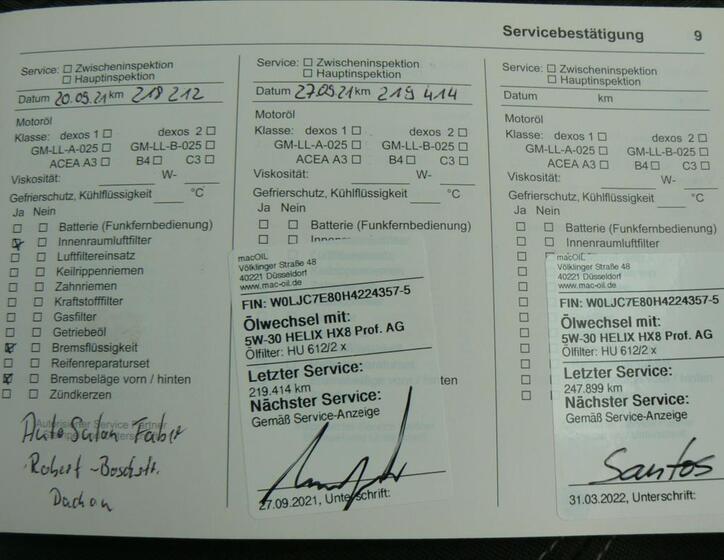 Servicebestätigung 9
Service: ☐ Zwischeninspektion
☐ Hauptinspektion
Datum 20.09.21 km 218 212
Motoröl
Klasse: dexos 1 ☐ dexos 2 ☐
GM-LL-A-025 ☐ GM-LL-B-025 ☐
ACEA A3 ☐ B4 ☐ C3 ☐
Viskosität: W-
Gefrierschutz, Kühlflüssigkeit °C
Ja Nein
☐ ☐ Batterie (Funkfernbedienung)
☒ ☐ Innenraumluftfilter
☐ ☐ Luftfiltereinsatz
☐ ☐ Keilrippenriemen
☐ ☐ Zahnriemen
☐ ☐ Kraftstofffilter
☐ ☐ Gasfilter
☐ ☐ Getriebeöl
☒ ☐ Bremsflüssigkeit
☐ ☐ Reifenreparaturset
☒ ☐ Bremsbeläge vorn / hinten
☐ ☐ Zündkerzen
Auto Salon Faber
Robert-Boschstr.
Dachau
Service: ☐ Zwischeninspektion
☐ Hauptinspektion
Datum 27.09.21 km 219 414
Motoröl
Klasse: dexos 1 ☐ dexos 2 ☐
GM-LL-A-025 ☐ GM-LL-B-025 ☐
ACEA A3 ☐ B4 ☐ C3 ☐
Viskosität: W-
Gefrierschutz, Kühlflüssigkeit °C
Ja Nein
☐ ☐ Batterie (Funkfernbedienung)
☐ ☐
macOIL
Völklinger Straße 48
40221 Düsseldorf
www.mac-oil.de
FIN: W0LJC7E80H4224357-5
Ölwechsel mit:
5W-30 HELIX HX8 Prof. AG
Ölfilter: HU 612/2 x
Letzter Service:
219.414 km
Nächster Service:
Gemäß Service-Anzeige
27.09.2021, Unterschrift:
ten
Service: ☐ Zwischeninspektion
☐ Hauptinspektion
Datum km
Motoröl
Klasse: dexos 1 ☐ dexos 2 ☐
GM-LL-A-025 ☐ GM-LL-B-025 ☐
ACEA A3 ☐ B4 ☐ C3 ☐
Viskosität: W-
Gefrierschutz, Kühlflüssigkeit °C
Ja Nein
☐ ☐ Batterie (Funkfernbedienung)
☐ ☐ Innenraumluftfilter
macOIL
Völklinger Straße 48
40221 Düsseldorf
www.mac-oil.de
FIN: W0LJC7E80H4224357-5
Ölwechsel mit:
5W-30 HELIX HX8 Prof. AG
Ölfilter: HU 612/2 x
Letzter Service:
247.899 km
Nächster Service:
Gemäß Service-Anzeige
Santos
31.03.2022, Unterschrift: